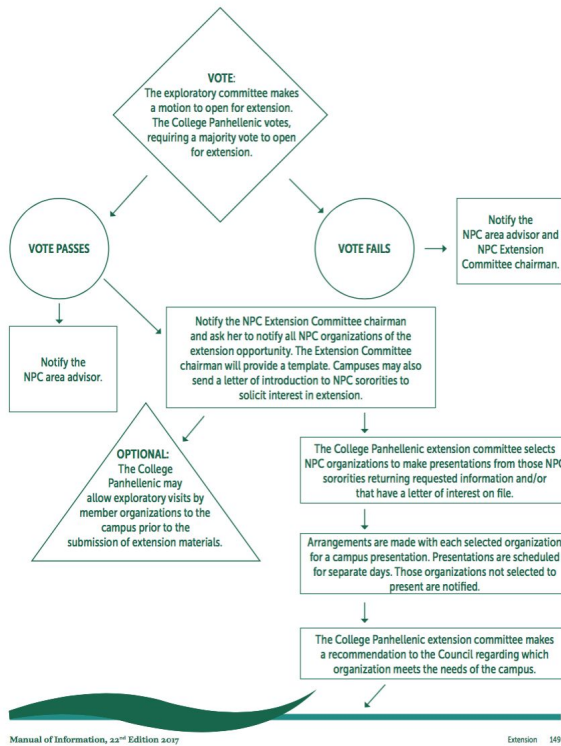 VOTE:
The exploratory committee makes
a motion to open for extension.
The College Panhellenic votes,
requiring a majority vote to open
for extension.
VOTE PASSES
VOTE FAILS
Notify the
NPC area advisor and
NPC Extension
Committee chairman.
Notify the
NPC area advisor.
Notify the NPC Extension Committee chairman
and ask her to notify all NPC organizations of the
extension opportunity. The Extension Committee
chairman will provide a template. Campuses may also
send a letter of introduction to NPC sororities to
solicit interest in extension.
OPTIONAL:
The College
Panhellenic may
allow exploratory visits by
member organizations to the
campus prior to the
submission of extension materials.
The College Panhellenic extension committee selects
NPC organizations to make presentations from those NPC
sororities returning requested information and/or
that have a letter of interest on file.
Arrangements are made with each selected organization
for a campus presentation. Presentations are scheduled
for separate days. Those organizations not selected to
present are notified.
The College Panhellenic extension committee makes
a recommendation to the Council regarding which
organization meets the needs of the campus.
Manual of Information, 22nd Edition 2017
Extension 149